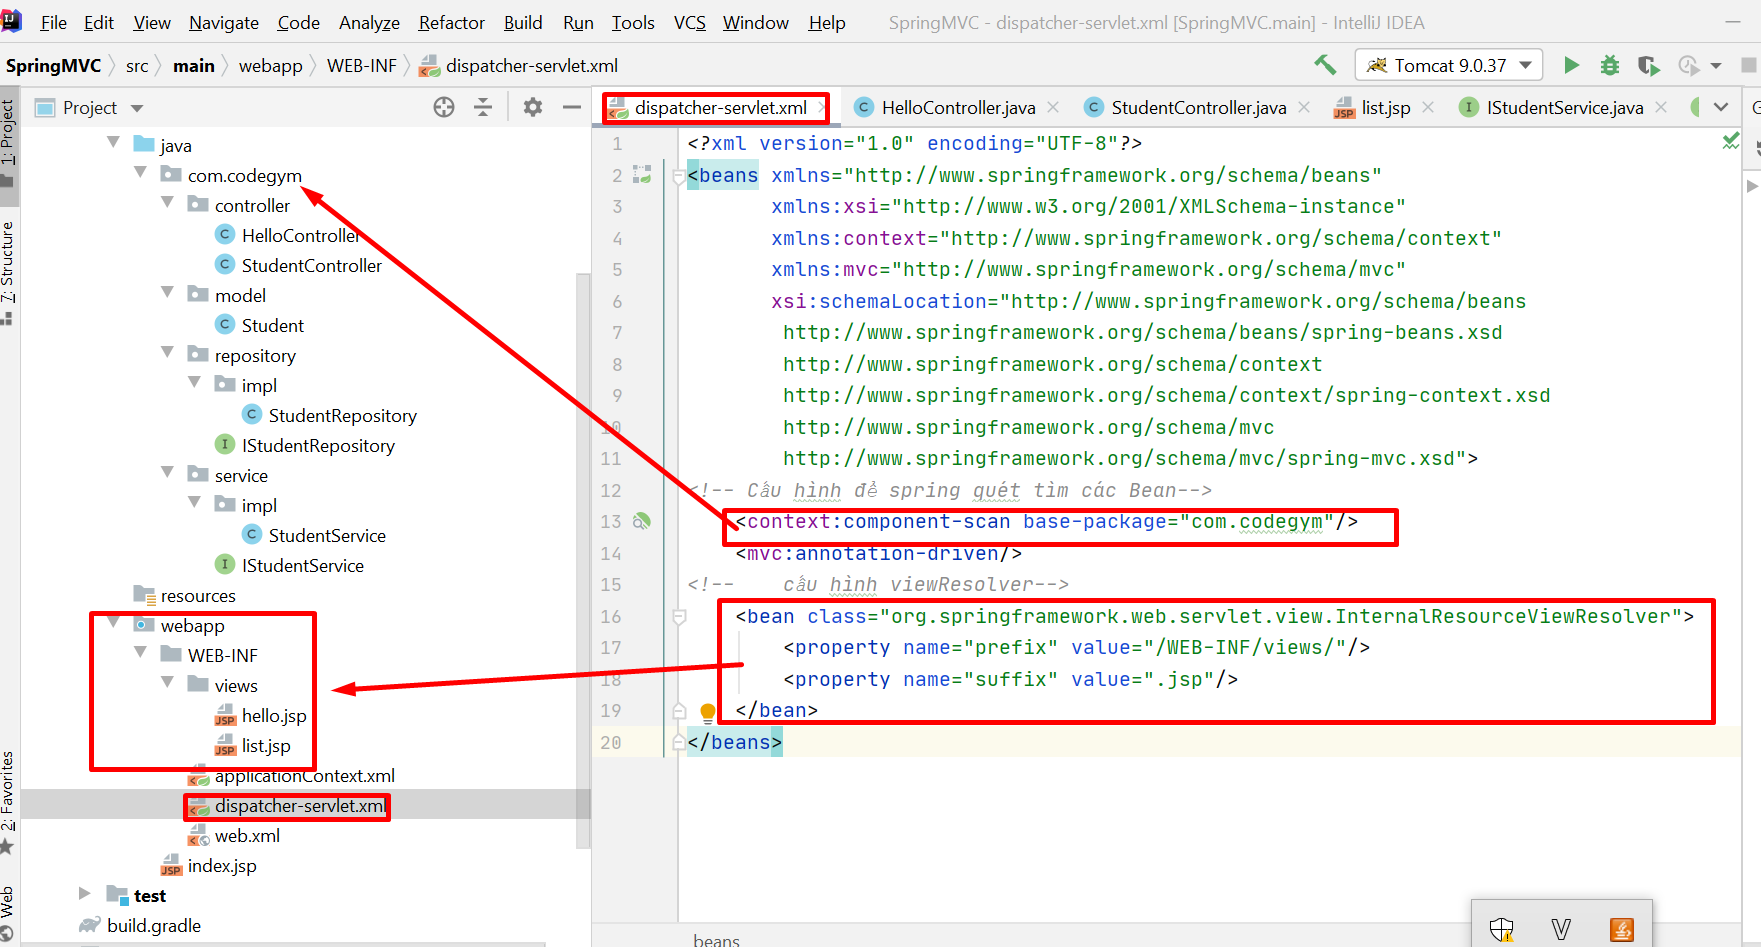 File Edit View Navigate Code Analyze Refactor Build Run Tools VCS Window Help SpringMVC - dispatcher-servlet.xml [SpringMVC.main] - IntelliJ IDEA
SpringMVC src main webapp WEB-INF dispatcher-servlet.xml Tomcat 9.0.37
Project
dispatcher-servlet.xml HelloController.java StudentController.java list.jsp IStudentService.java
1: Project
7: Structure
2: Favorites
Web
java
com.codegym
controller
HelloController
StudentController
model
Student
repository
impl
StudentRepository
IStudentRepository
service
impl
StudentService
IStudentService
resources
webapp
WEB-INF
views
hello.jsp
list.jsp
applicationContext.xml
dispatcher-servlet.xml
web.xml
index.jsp
test
build.gradle
1 <?xml version="1.0" encoding="UTF-8"?>
2 <beans xmlns="http://www.springframework.org/schema/beans"
3 xmlns:xsi="http://www.w3.org/2001/XMLSchema-instance"
4 xmlns:context="http://www.springframework.org/schema/context"
5 xmlns:mvc="http://www.springframework.org/schema/mvc"
6 xsi:schemaLocation="http://www.springframework.org/schema/beans
7 http://www.springframework.org/schema/beans/spring-beans.xsd
8 http://www.springframework.org/schema/context
9 http://www.springframework.org/schema/context/spring-context.xsd
10 http://www.springframework.org/schema/mvc
11 http://www.springframework.org/schema/mvc/spring-mvc.xsd">
12 <!-- Cấu hình để spring quét tìm các Bean-->
13 <context:component-scan base-package="com.codegym"/>
14 <mvc:annotation-driven/>
15 <!-- cấu hình viewResolver-->
16 <bean class="org.springframework.web.servlet.view.InternalResourceViewResolver">
17 <property name="prefix" value="/WEB-INF/views/"/>
18 <property name="suffix" value=".jsp"/>
19 </bean>
20 </beans>
beans